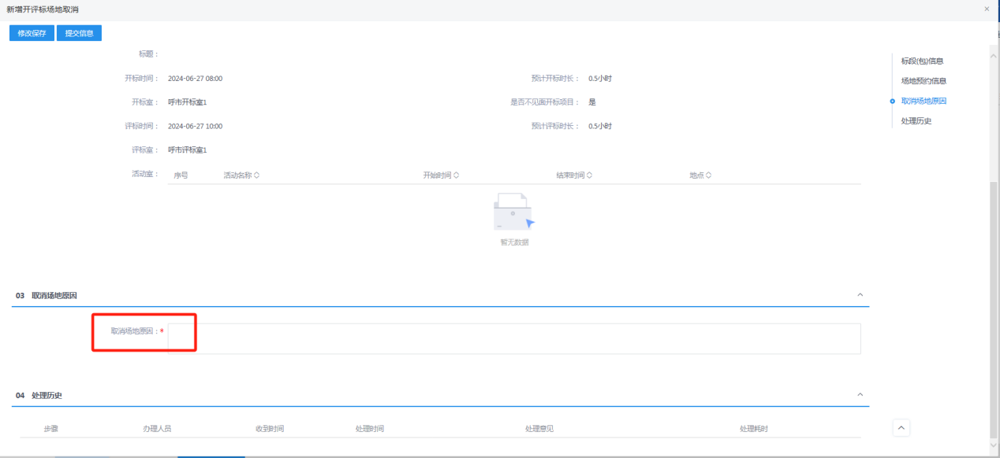 新增开评标场地取消
×
修改保存 提交信息
标题：
开标时间： 2024-06-27 08:00 预计开标时长： 0.5小时
开标室： 呼市开标室1 是否不见面开标项目： 是
评标时间： 2024-06-27 10:00 预计评标时长： 0.5小时
评标室： 呼市评标室1
活动室： 序号 活动名称 开始时间 结束时间 地点
暂无数据
03 取消场地原因
取消场地原因：*
04 处理历史
步骤 办理人员 收到时间 处理时间 处理意见 处理耗时
标段(包)信息
场地预约信息
取消场地原因
处理历史